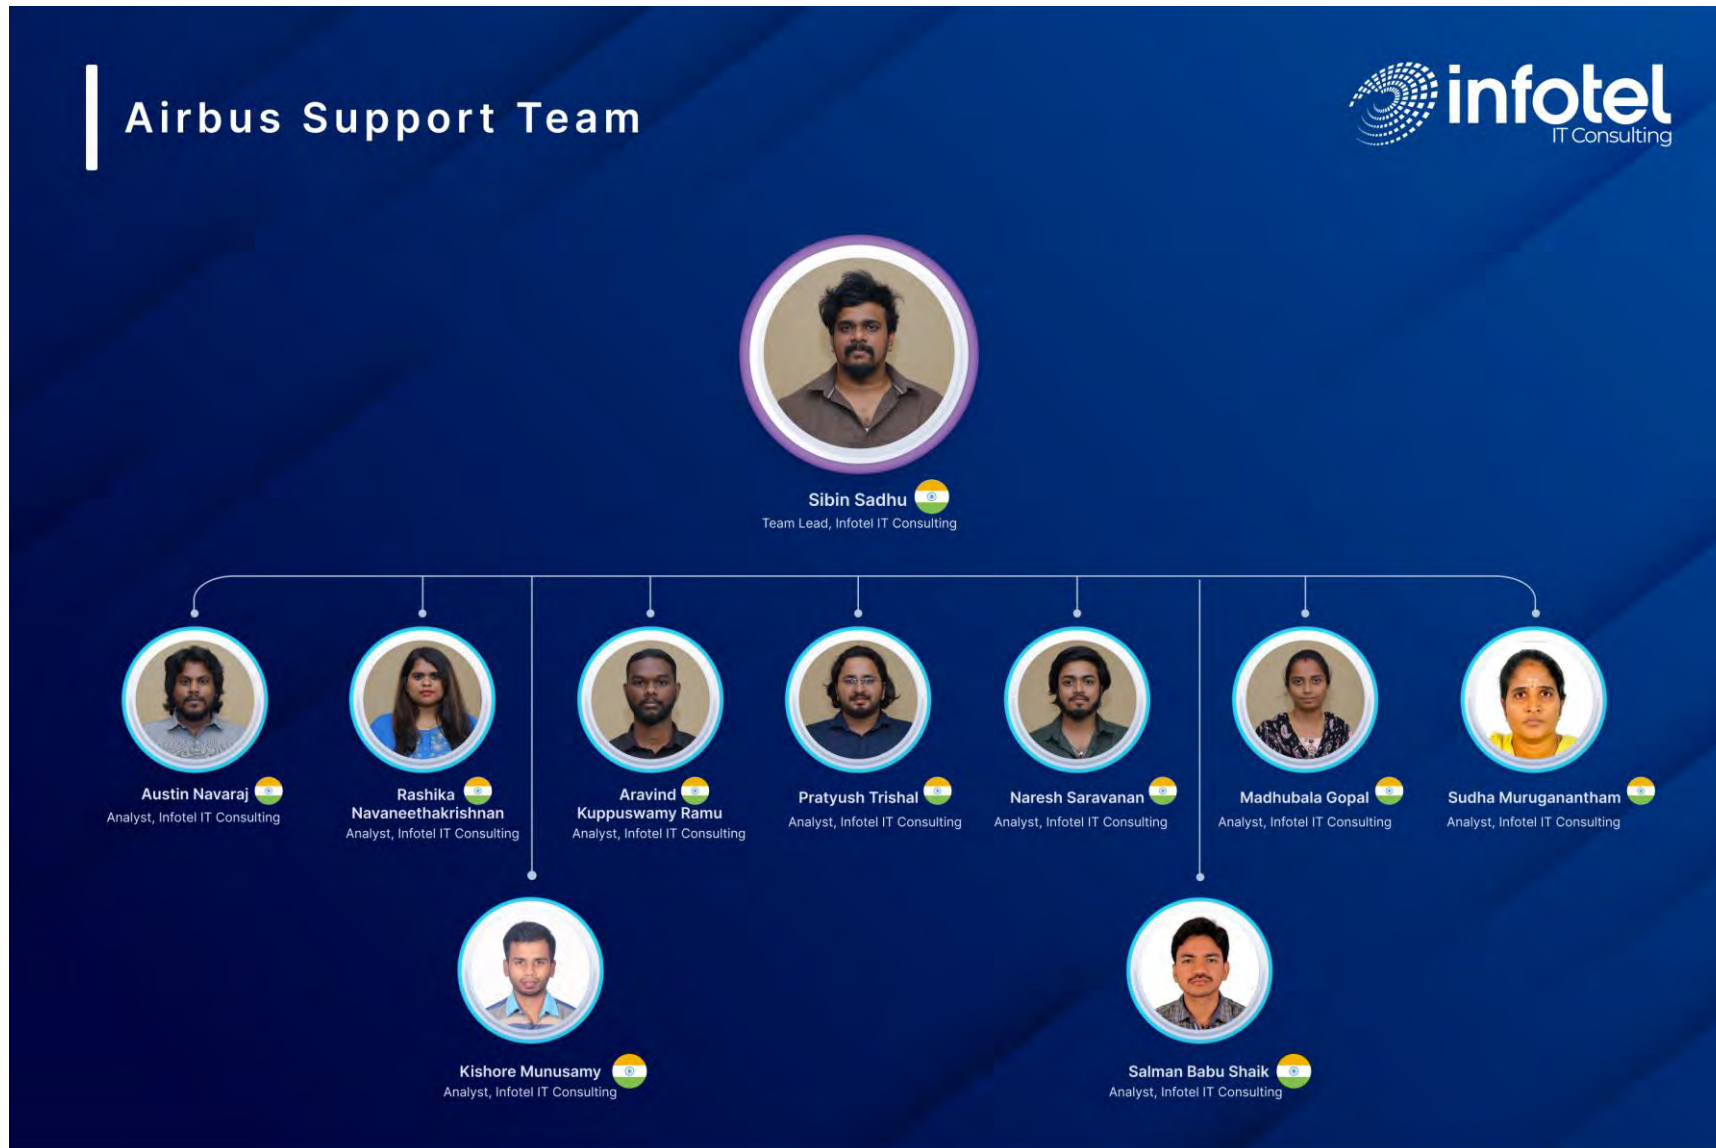 Airbus Support Team
infotel
IT Consulting
Sibin Sadhu
Team Lead, Infotel IT Consulting
Austin Navaraj
Analyst, Infotel IT Consulting
Rashika
Navaneethakrishnan
Analyst, Infotel IT Consulting
Aravind
Kuppuswamy Ramu
Analyst, Infotel IT Consulting
Pratyush Trishal
Analyst, Infotel IT Consulting
Naresh Saravanan
Analyst, Infotel IT Consulting
Madhubala Gopal
Analyst, Infotel IT Consulting
Sudha Muruganantham
Analyst, Infotel IT Consulting
Kishore Munusamy
Analyst, Infotel IT Consulting
Salman Babu Shaik
Analyst, Infotel IT Consulting